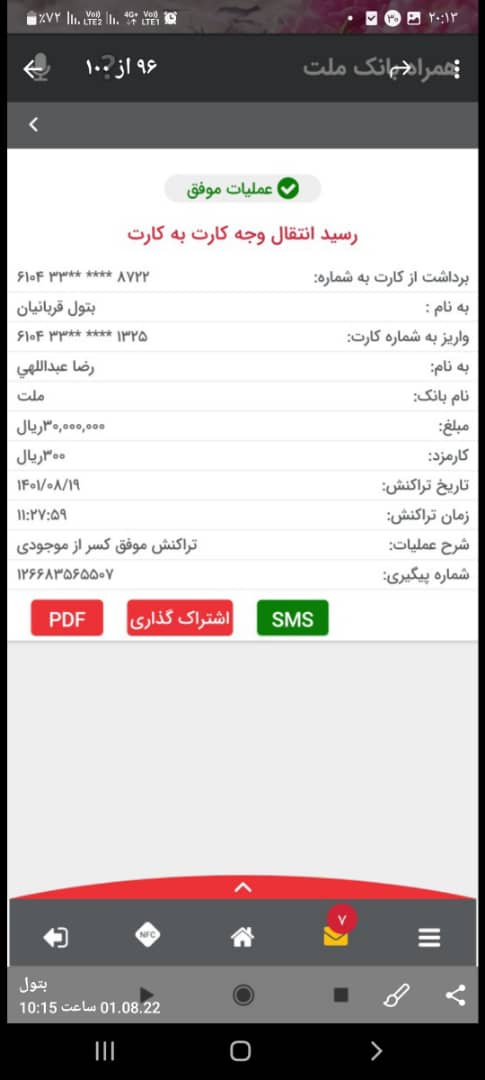 ٪۷۲ Vo)) LTE2 4G+ Vo)) LTE1 ۳۰ ۲۰:۱۳
۹۶ از ۱۰۰
همراه بانک ملت
عملیات موفق
رسید انتقال وجه کارت به کارت
برداشت از کارت به شماره: ۶۱۰۴ ۳۳** **** ۸۷۲۲
به نام : بتول قربانیان
واریز به شماره کارت: ۶۱۰۴ ۳۳** **** ۱۳۲۵
به نام: رضا عبداللهي
نام بانک: ملت
مبلغ: ۳۰,۰۰۰,۰۰۰ریال
کارمزد: ۳۰۰ریال
تاریخ تراکنش: ۱۴۰۱/۰۸/۱۹
زمان تراکنش: ۱۱:۲۷:۵۹
شرح عملیات: تراکنش موفق کسر از موجودی
شماره پیگیری: ۱۲۶۶۸۳۵۶۵۵۰۷
PDF
اشتراک گذاری
SMS
۷
NFC
بتول
01.08.22 ساعت 10:15